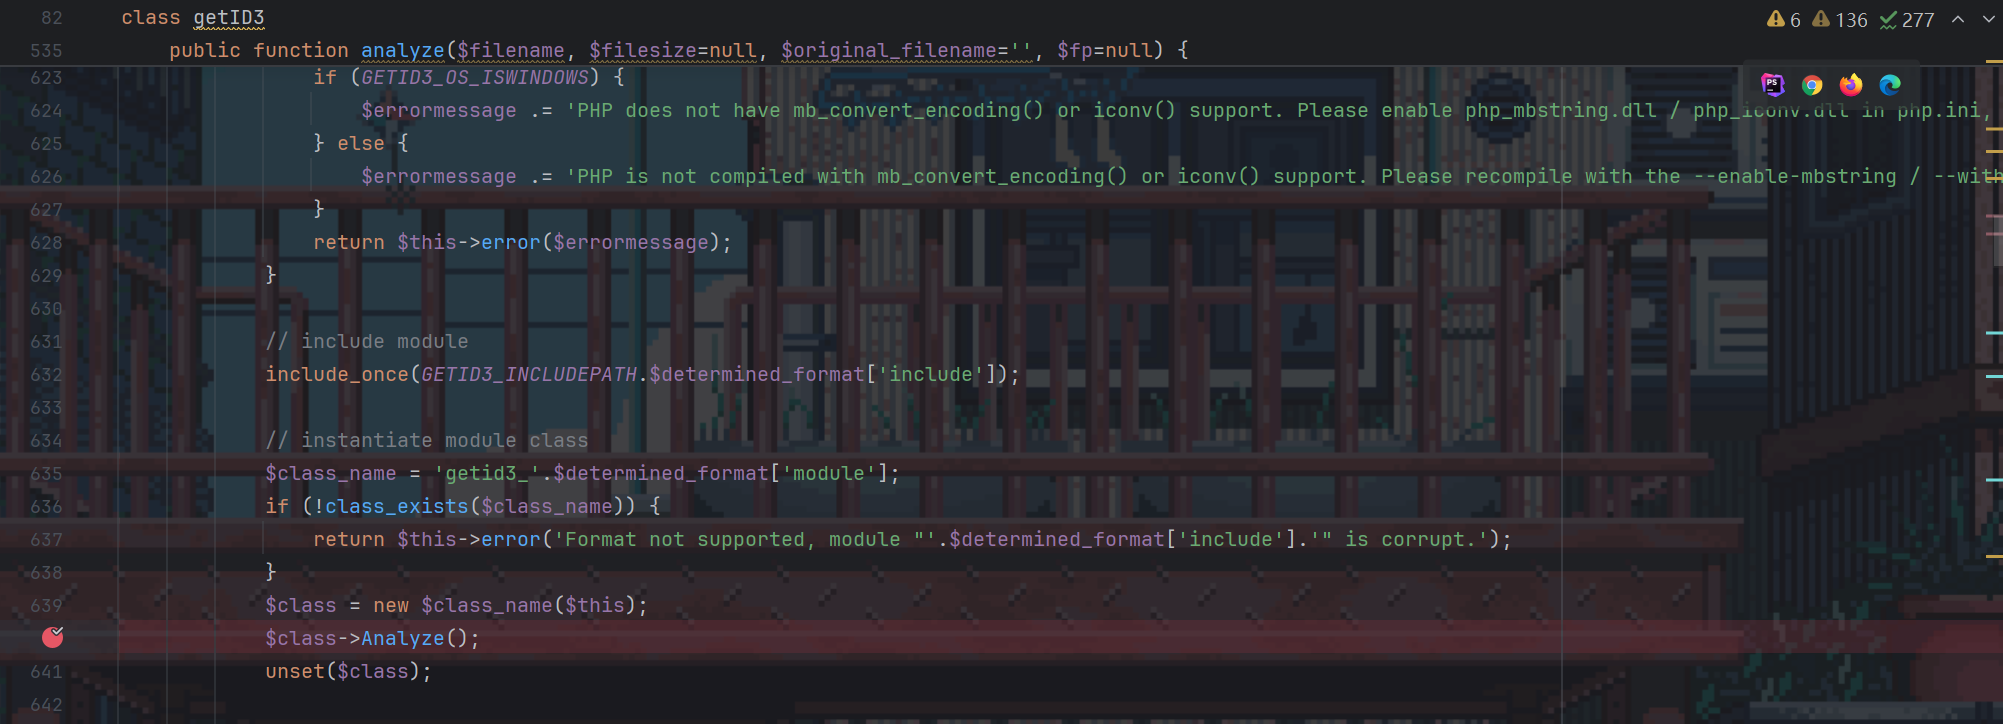 82 class getID3
6 136 277
535 public function analyze($filename, $filesize=null, $original_filename='', $fp=null) {
623 if (GETID3_OS_ISWINDOWS) {
624 $errormessage .= 'PHP does not have mb_convert_encoding() or iconv() support. Please enable php_mbstring.dll / php_iconv.dll in php.ini,
625 } else {
626 $errormessage .= 'PHP is not compiled with mb_convert_encoding() or iconv() support. Please recompile with the --enable-mbstring / --with
627 }
628 return $this->error($errormessage);
629 }
630
631 // include module
632 include_once(GETID3_INCLUDEPATH.$determined_format['include']);
633
634 // instantiate module class
635 $class_name = 'getid3_'.$determined_format['module'];
636 if (!class_exists($class_name)) {
637 return $this->error('Format not supported, module "'.$determined_format['include'].'" is corrupt.');
638 }
639 $class = new $class_name($this);
$class->Analyze();
641 unset($class);
642